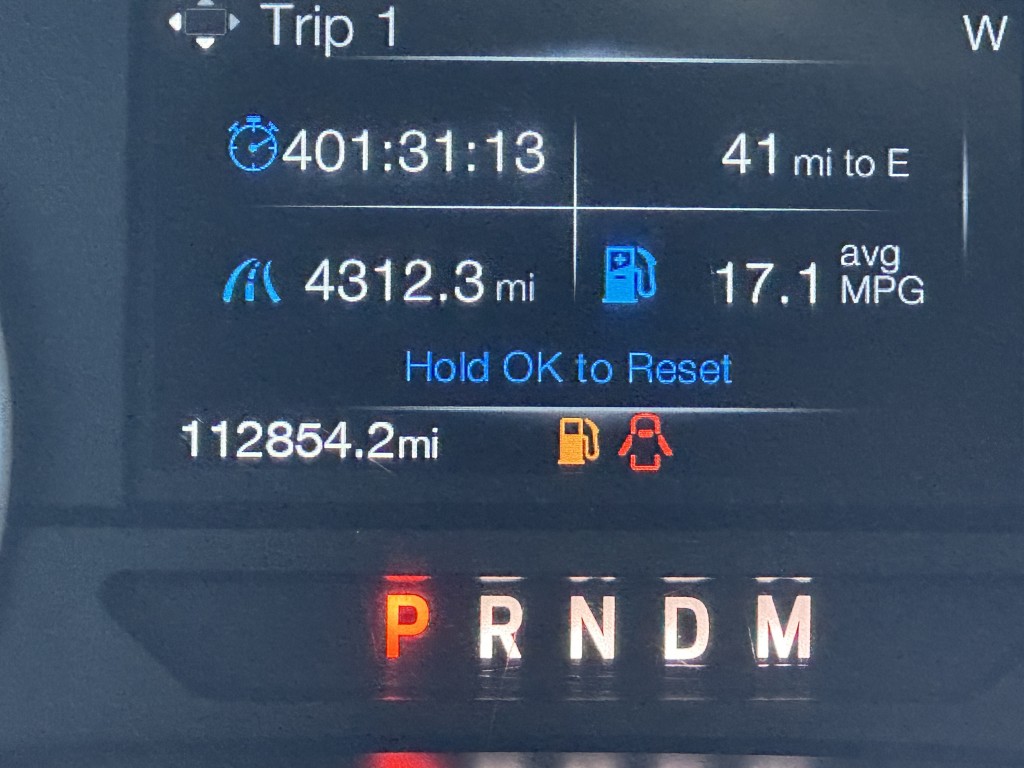 Trip 1
W
401:31:13
41 mi to E
4312.3 mi
17.1 avg MPG
Hold OK to Reset
112854.2mi
P R N D M